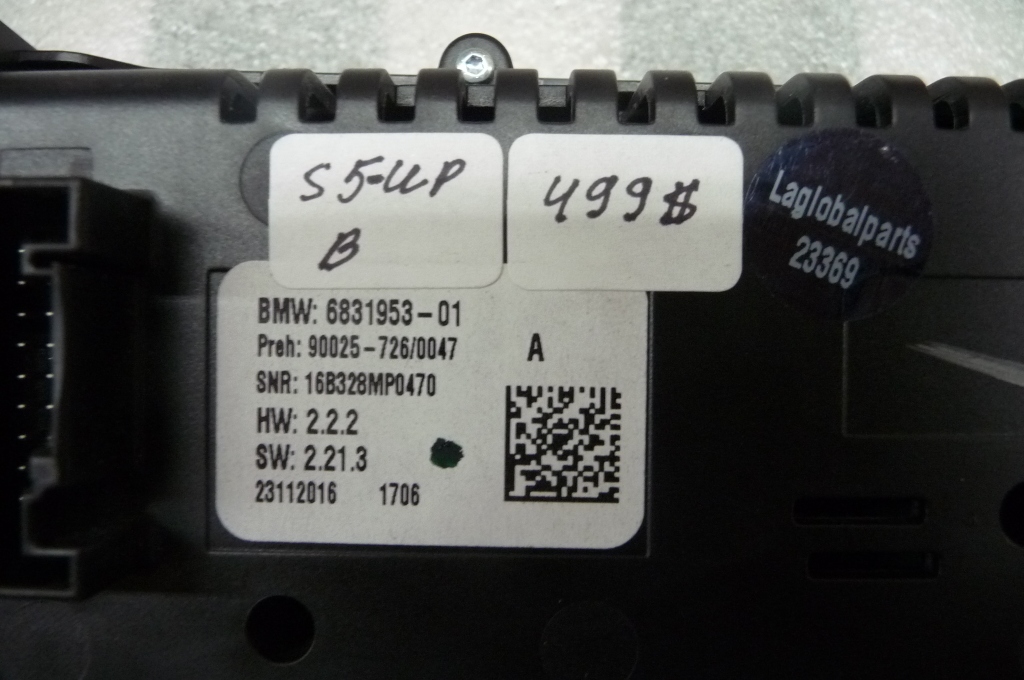 S5-UP
B
499$
Laglobalparts
23369
BMW: 6831953-01
Preh: 90025-726/0047
A
SNR: 16B328MP0470
HW: 2.2.2
SW: 2.21.3
23112016 1706